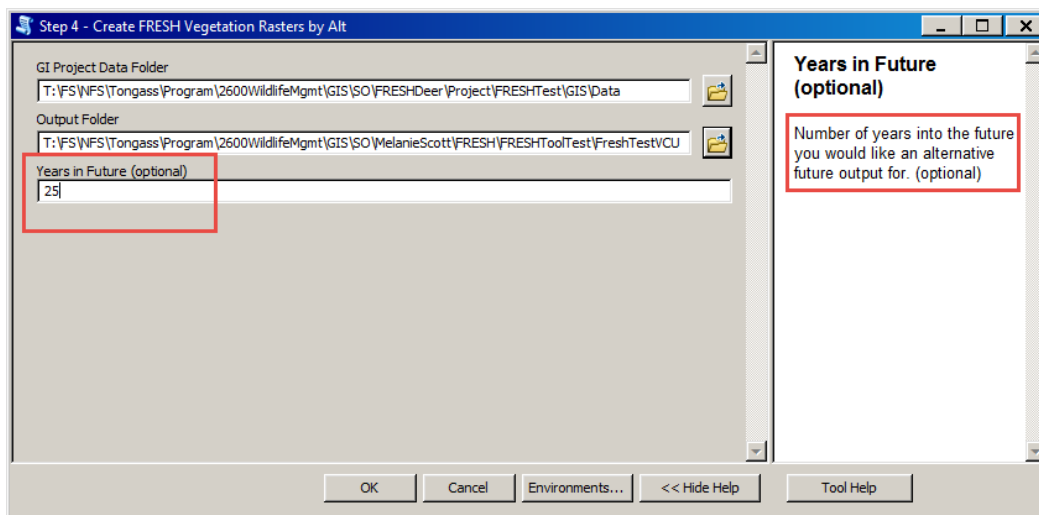 Step 4 - Create FRESH Vegetation Rasters by Alt
GI Project Data Folder
T:\FS\NFS\Tongass\Program\2600WildlifeMgmt\GIS\SO\FRESHDeer\Project\FRESHTest\GIS\Data
Output Folder
T:\FS\NFS\Tongass\Program\2600WildlifeMgmt\GIS\SO\MelanieScott\FRESH\FRESHToolTest\FreshTestVCU
Years in Future (optional)
25
Years in Future
(optional)
Number of years into the future
you would like an alternative
future output for. (optional)
OK
Cancel
Environments...
<< Hide Help
Tool Help